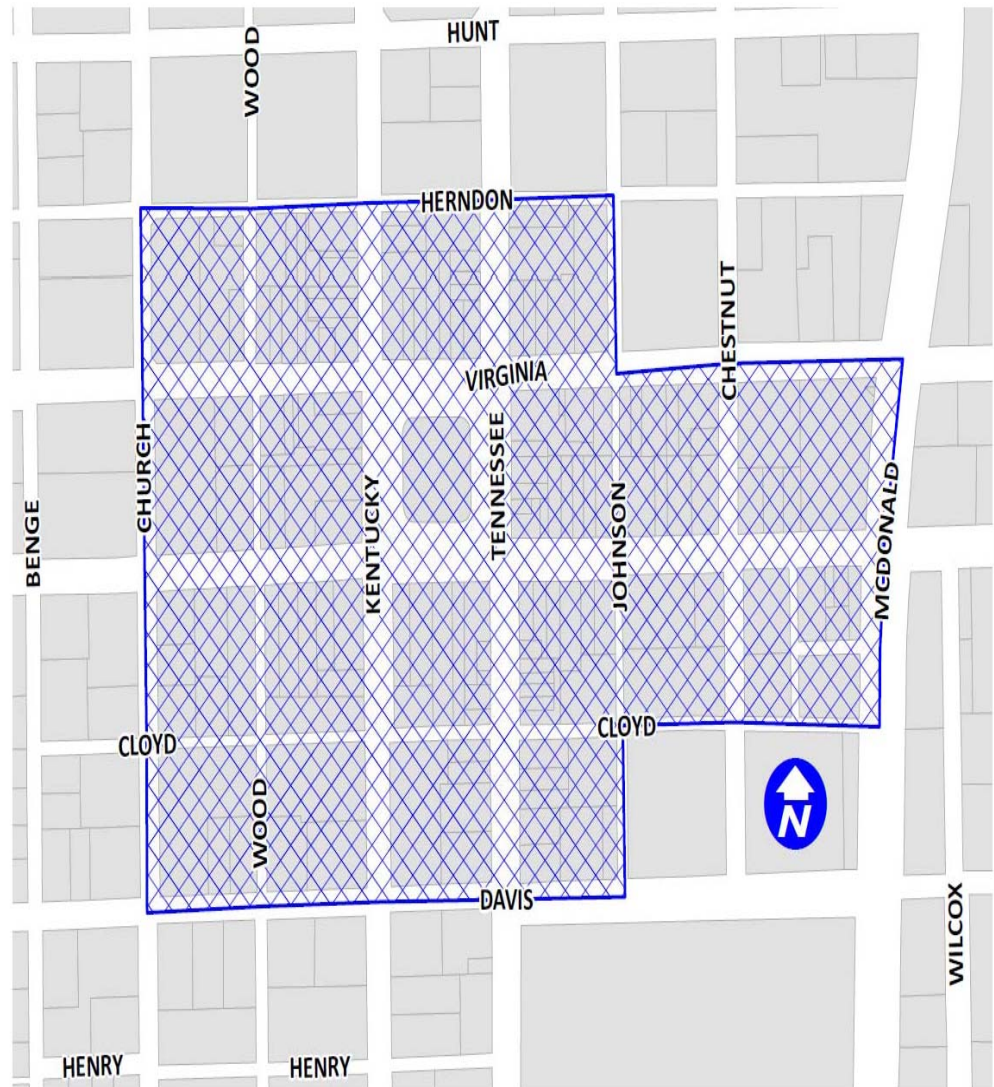 HUNT
WOOD
HERNDON
CHESTNUT
VIRGINIA
CHURCH
TENNESSEE
KENTUCKY
JOHNSON
MCDONALD
BENGE
CLOYD
CLOYD
WOOD
N
DAVIS
WILCOX
HENRY
HENRY